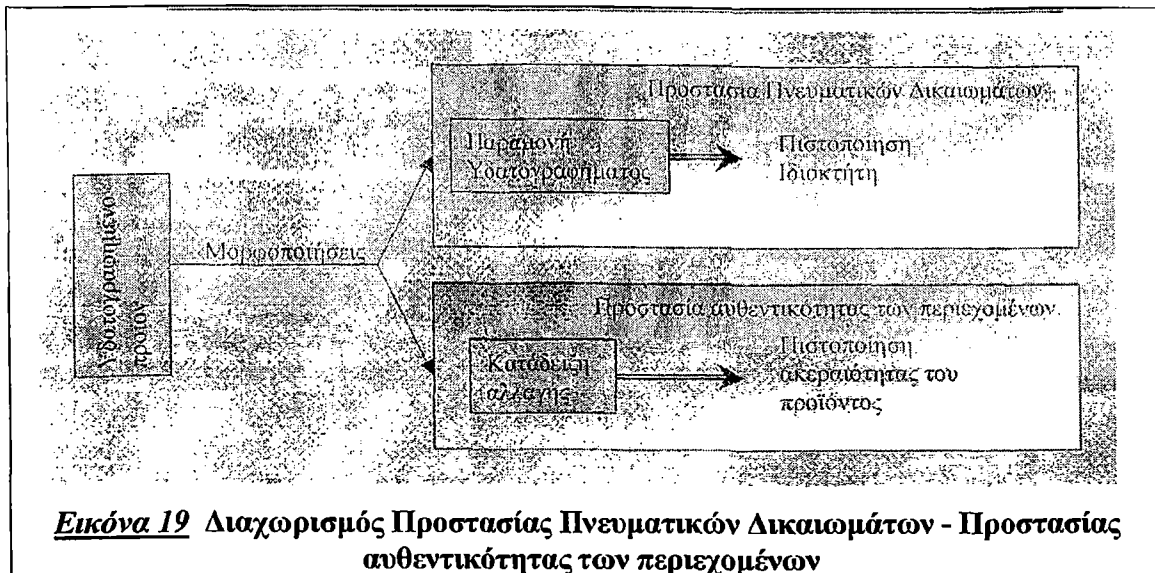 Προστασία Πνευματικών Δικαιωμάτων
Παραμονή
Υδατογραφήματος
Πιστοποίηση
Ιδιοκτήτη
Υδατογραφημένο
προϊόν
Μορφοποιήσεις
Προστασία αυθεντικότητας των περιεχομένων
Κατάδειξη
αλλαγής
Πιστοποίηση
ακεραιότητας του
προϊόντος
Εικόνα 19 Διαχωρισμός Προστασίας Πνευματικών Δικαιωμάτων - Προστασίας
αυθεντικότητας των περιεχομένων